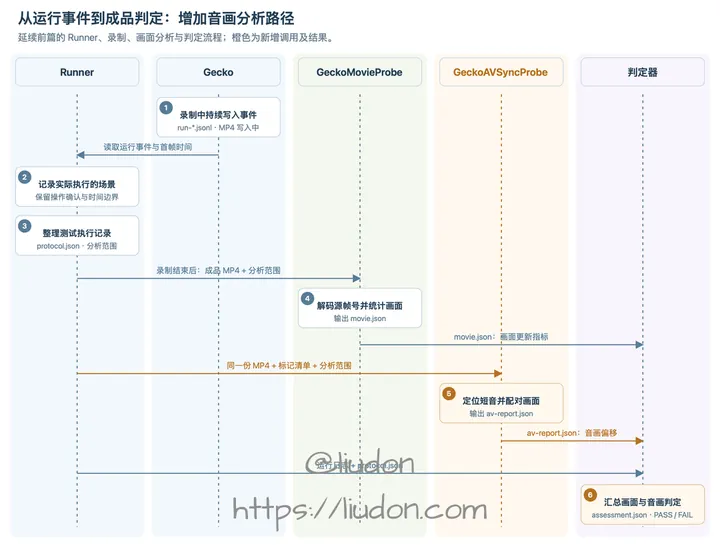 从运行事件到成品判定：增加音画分析路径
延续前篇的 Runner、录制、画面分析与判定流程；橙色为新增调用及结果。
Runner
Gecko
GeckoMovieProbe
GeckoAVSyncProbe
判定器
1
录制中持续写入事件
run-*.jsonl · MP4 写入中
读取运行事件与首帧时间
2
记录实际执行的场景
保留操作确认与时间边界
3
整理测试执行记录
protocol.json · 分析范围
录制结束后：成品 MP4 + 分析范围
4
解码源帧号并统计画面
输出 movie.json
movie.json：画面更新指标
同一份 MP4 + 标记清单 + 分析范围
5
定位短音并配对画面
输出 av-report.json
av-report.json：音画偏移
运行日志 + protocol.json
6
汇总画面与音画判定
assessment.json · PASS / FAIL
@liudon
https://liudon.com